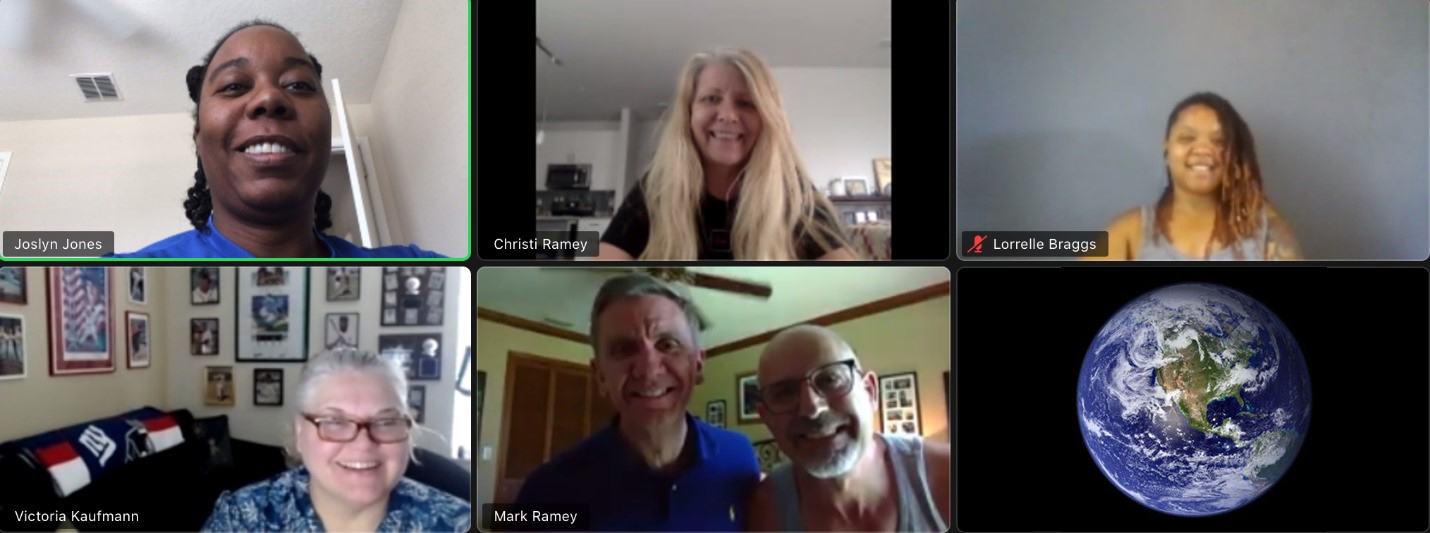 Joslyn Jones
Christi Ramey
Lorrelle Braggs
Victoria Kaufmann
Mark Ramey